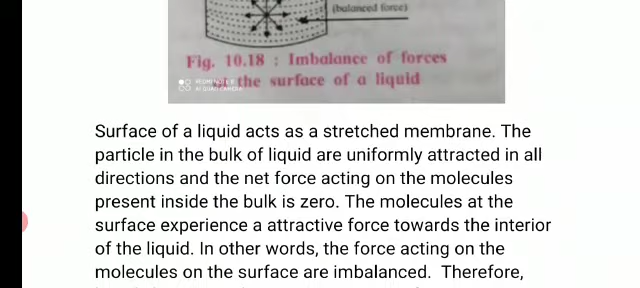 (balanced force)
Fig. 10.18 : Imbalance of forces
the surface of a liquid
AI QUAD CAMERA
Surface of a liquid acts as a stretched membrane. The
particle in the bulk of liquid are uniformly attracted in all
directions and the net force acting on the molecules
present inside the bulk is zero. The molecules at the
surface experience a attractive force towards the interior
of the liquid. In other words, the force acting on the
molecules on the surface are imbalanced. Therefore,